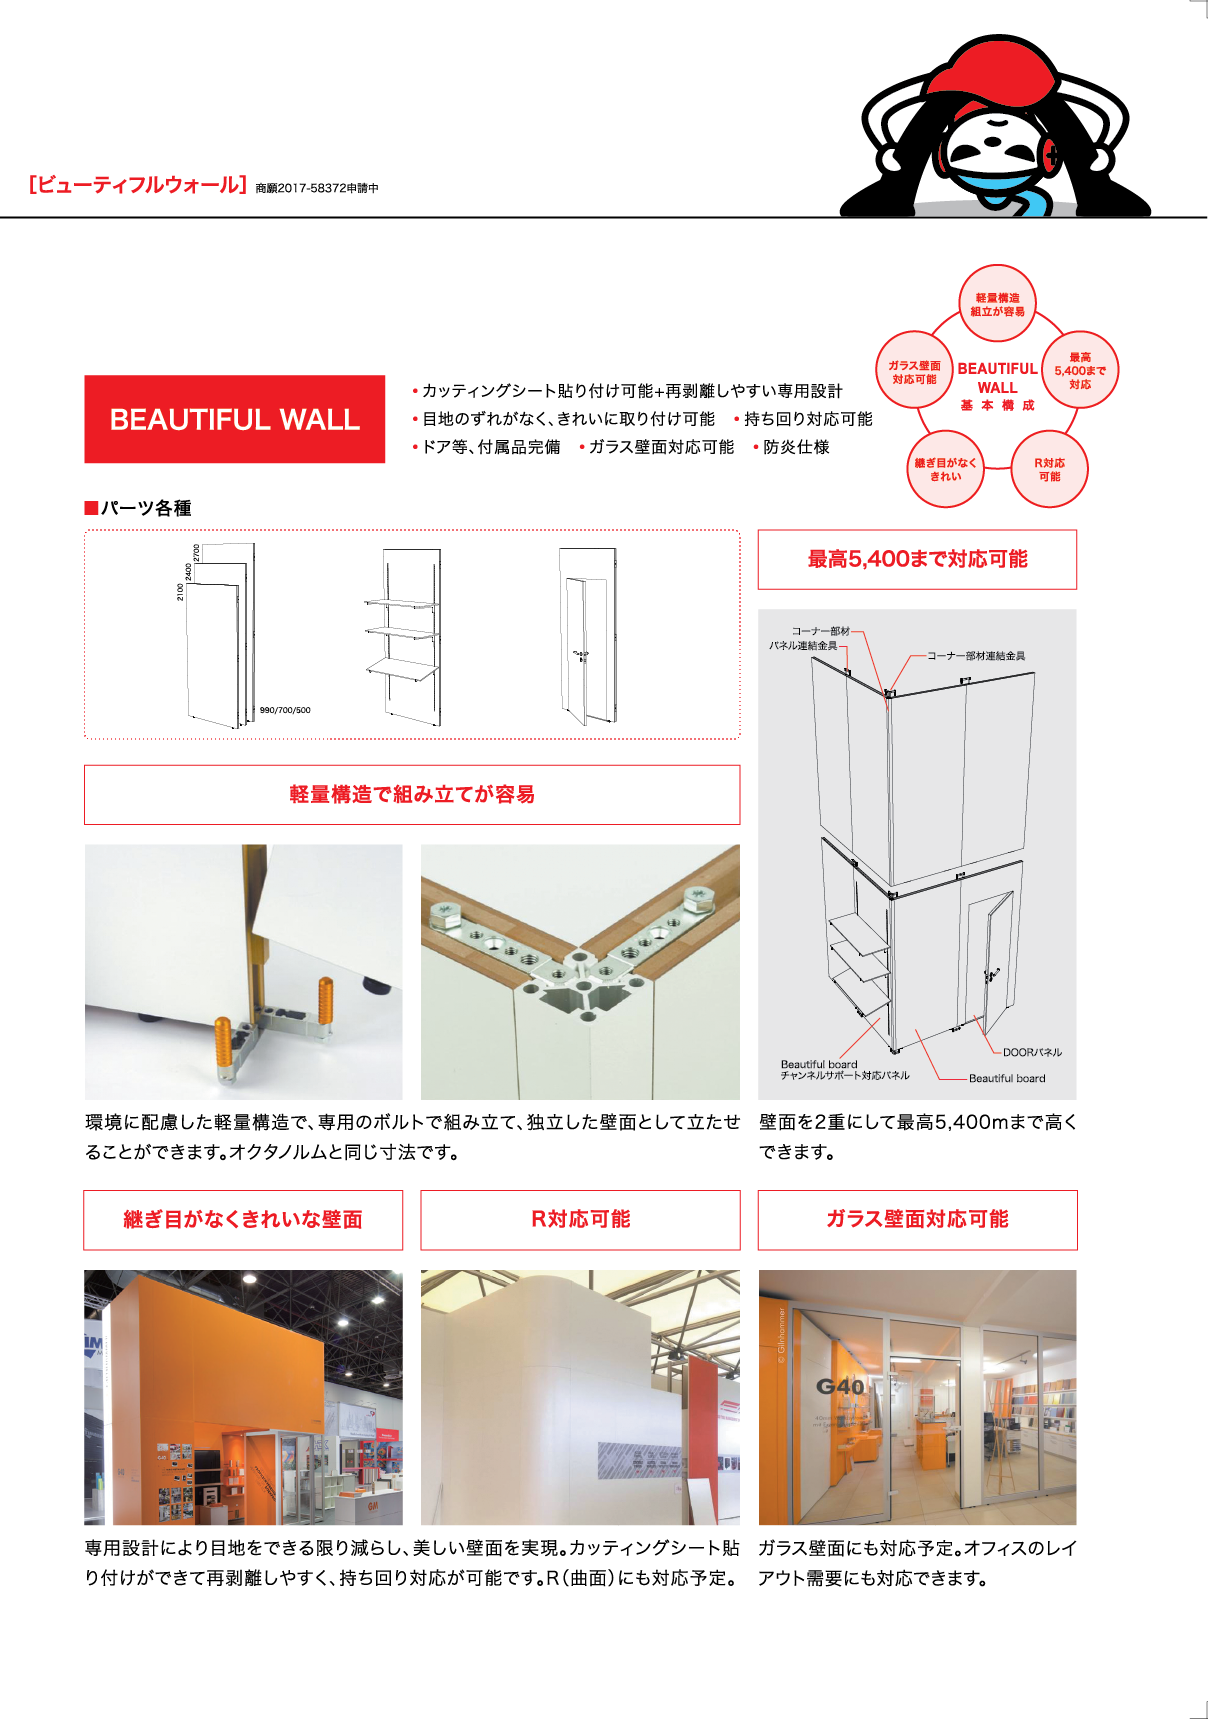 ［ビューティフルウォール］ 商願2017-58372申請中
軽量構造
組立が容易
ガラス壁面
対応可能
BEAUTIFUL
WALL
基本構成
最高
5,400まで
対応
継ぎ目がなく
きれい
R対応
可能
BEAUTIFUL WALL
•カッティングシート貼り付け可能+再剥離しやすい専用設計
•目地のずれがなく、きれいに取り付け可能 •持ち回り対応可能
•ドア等、付属品完備 •ガラス壁面対応可能 •防炎仕様
■パーツ各種
2700
2400
2100
990/700/500
最高5,400まで対応可能
コーナー部材
パネル連結金具
コーナー部材連結金具
DOORパネル
Beautiful board
チャンネルサポート対応パネル
Beautiful board
軽量構造で組み立てが容易
環境に配慮した軽量構造で、専用のボルトで組み立て、独立した壁面として立たせ
ることができます。オクタノルムと同じ寸法です。
壁面を2重にして最高5,400mまで高く
できます。
継ぎ目がなくきれいな壁面
R対応可能
ガラス壁面対応可能
GM
© Gilnhammer
G40
専用設計により目地をできる限り減らし、美しい壁面を実現。カッティングシート貼
り付けができて再剥離しやすく、持ち回り対応が可能です。R（曲面）にも対応予定。
ガラス壁面にも対応予定。オフィスのレイ
アウト需要にも対応できます。